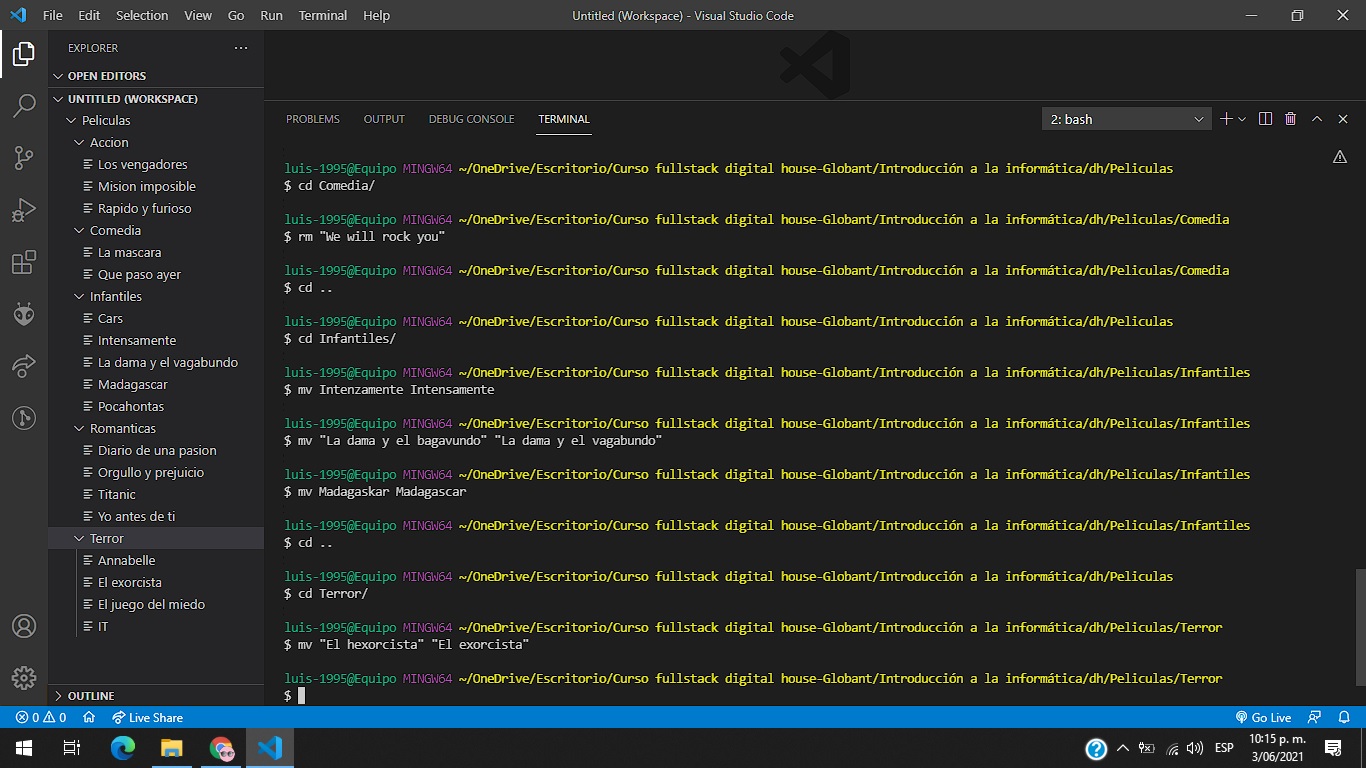 File Edit Selection View Go Run Terminal Help
Untitled (Workspace) - Visual Studio Code
EXPLORER
OPEN EDITORS
UNTITLED (WORKSPACE)
Peliculas
Accion
Los vengadores
Mision imposible
Rapido y furioso
Comedia
La mascara
Que paso ayer
Infantiles
Cars
Intensamente
La dama y el vagabundo
Madagascar
Pocahontas
Romanticas
Diario de una pasion
Orgullo y prejuicio
Titanic
Yo antes de ti
Terror
Annabelle
El exorcista
El juego del miedo
IT
OUTLINE
PROBLEMS OUTPUT DEBUG CONSOLE TERMINAL
2: bash
luis-1995@Equipo MINGW64 ~/OneDrive/Escritorio/Curso fullstack digital house-Globant/Introducción a la informática/dh/Peliculas
$ cd Comedia/
luis-1995@Equipo MINGW64 ~/OneDrive/Escritorio/Curso fullstack digital house-Globant/Introducción a la informática/dh/Peliculas/Comedia
$ rm "We will rock you"
luis-1995@Equipo MINGW64 ~/OneDrive/Escritorio/Curso fullstack digital house-Globant/Introducción a la informática/dh/Peliculas/Comedia
$ cd ..
luis-1995@Equipo MINGW64 ~/OneDrive/Escritorio/Curso fullstack digital house-Globant/Introducción a la informática/dh/Peliculas
$ cd Infantiles/
luis-1995@Equipo MINGW64 ~/OneDrive/Escritorio/Curso fullstack digital house-Globant/Introducción a la informática/dh/Peliculas/Infantiles
$ mv Intenzamente Intensamente
luis-1995@Equipo MINGW64 ~/OneDrive/Escritorio/Curso fullstack digital house-Globant/Introducción a la informática/dh/Peliculas/Infantiles
$ mv "La dama y el bagavundo" "La dama y el vagabundo"
luis-1995@Equipo MINGW64 ~/OneDrive/Escritorio/Curso fullstack digital house-Globant/Introducción a la informática/dh/Peliculas/Infantiles
$ mv Madagaskar Madagascar
luis-1995@Equipo MINGW64 ~/OneDrive/Escritorio/Curso fullstack digital house-Globant/Introducción a la informática/dh/Peliculas/Infantiles
$ cd ..
luis-1995@Equipo MINGW64 ~/OneDrive/Escritorio/Curso fullstack digital house-Globant/Introducción a la informática/dh/Peliculas
$ cd Terror/
luis-1995@Equipo MINGW64 ~/OneDrive/Escritorio/Curso fullstack digital house-Globant/Introducción a la informática/dh/Peliculas/Terror
$ mv "El hexorcista" "El exorcista"
luis-1995@Equipo MINGW64 ~/OneDrive/Escritorio/Curso fullstack digital house-Globant/Introducción a la informática/dh/Peliculas/Terror
$
0 0 Live Share Go Live
ESP
10:15 p. m.
3/06/2021